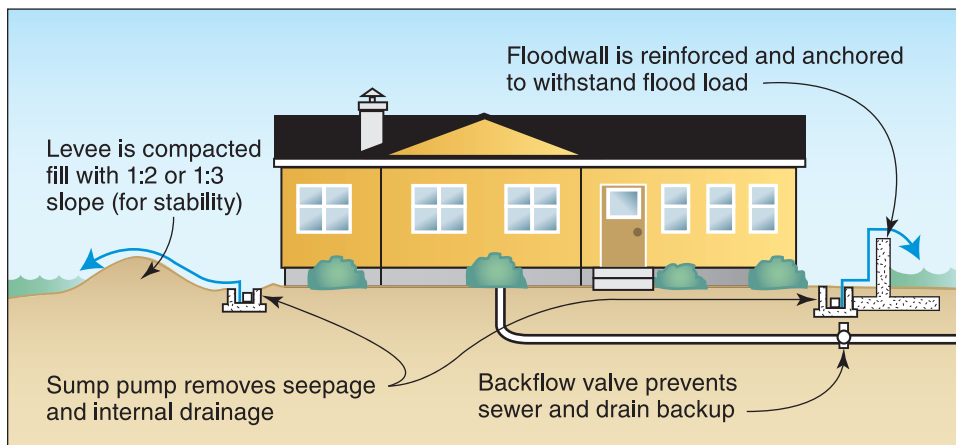 Floodwall is reinforced and anchored
to withstand flood load
Levee is compacted
fill with 1:2 or 1:3
slope (for stability)
Sump pump removes seepage
and internal drainage
Backflow valve prevents
sewer and drain backup